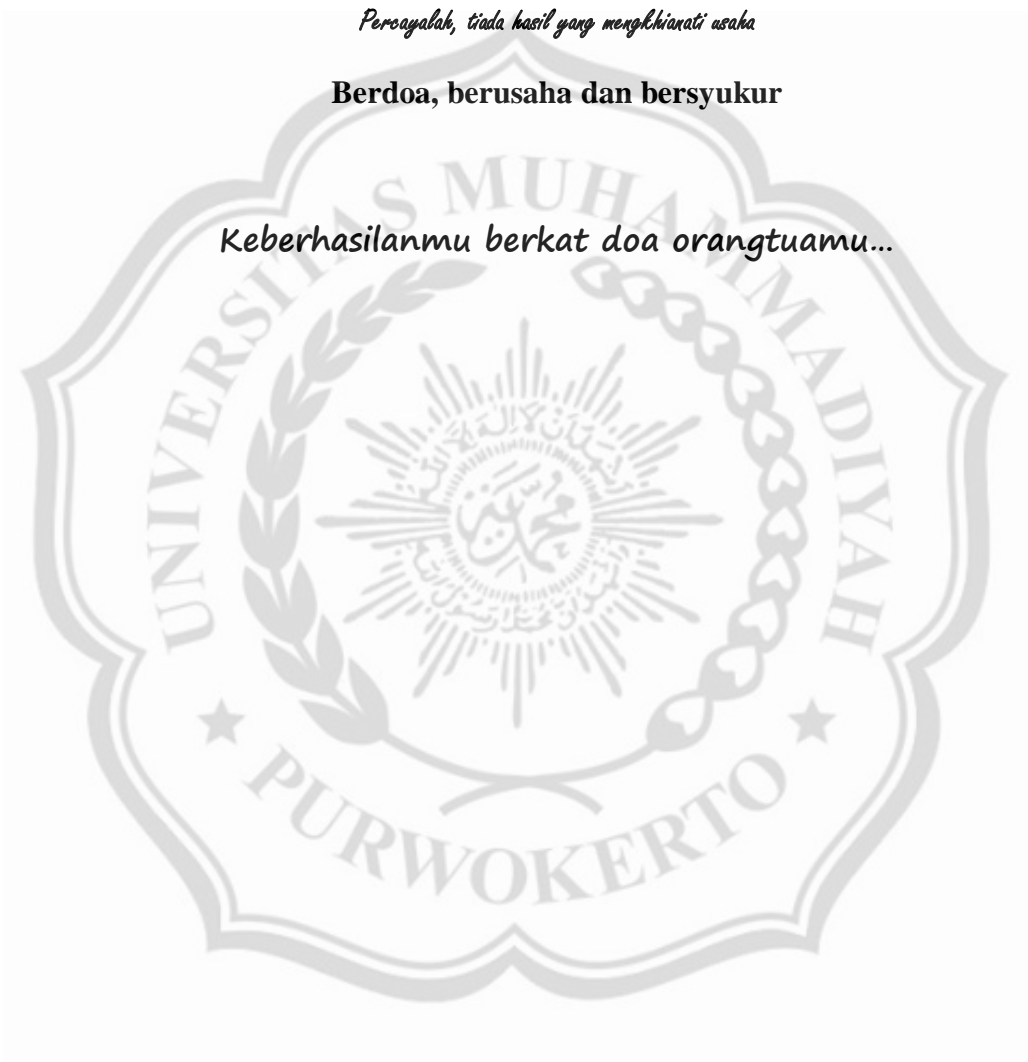 Percayalah, tiada hasil yang mengkhianati usaha
Berdoa, berusaha dan bersyukur
Keberhasilanmu berkat doa orangtuamu...
UNIVERSITAS MUHAMMADIYAH
PURWOKERTO